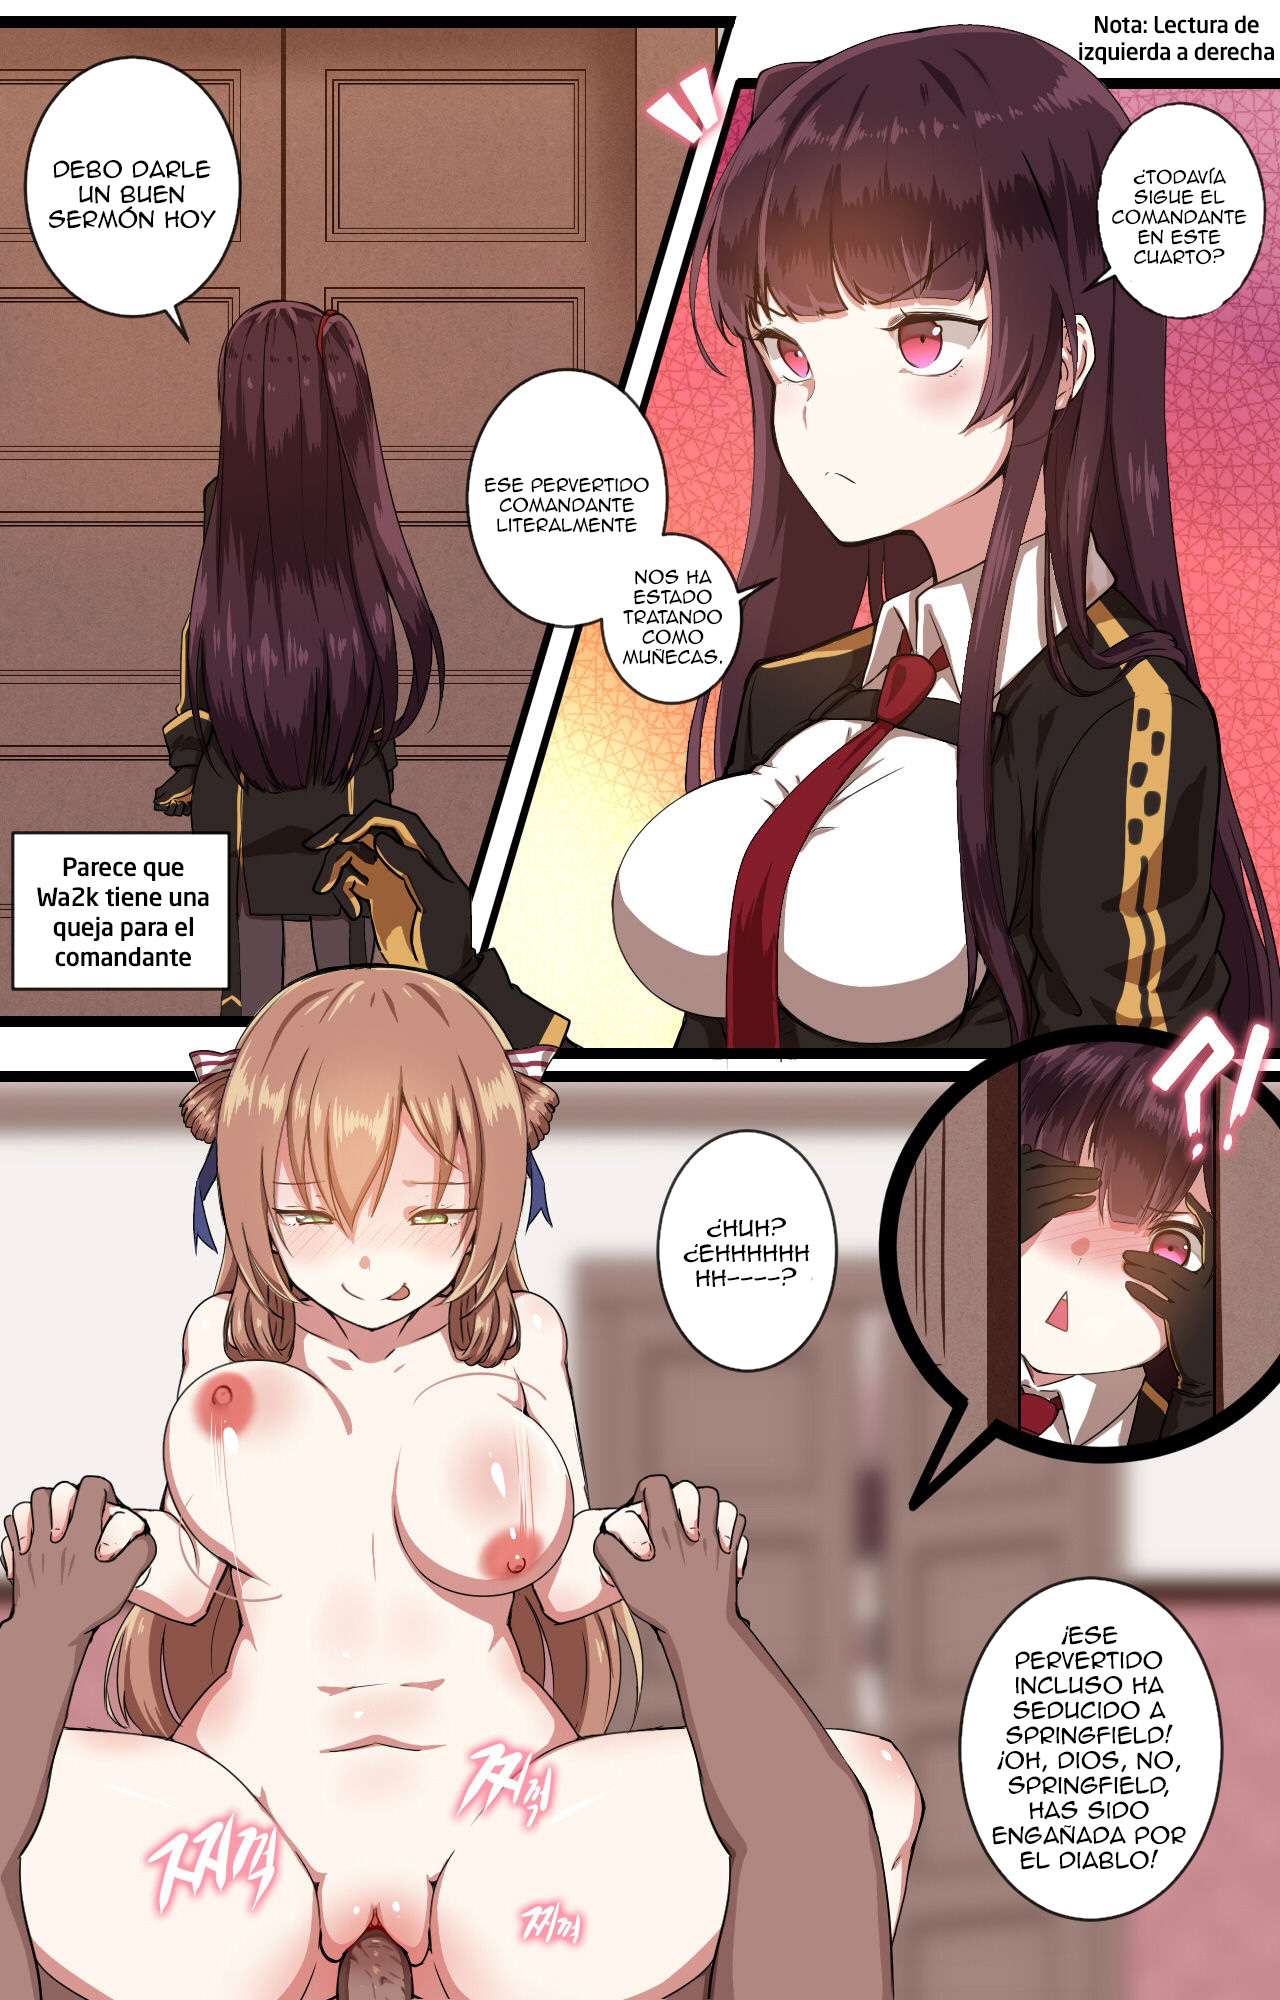 Nota: Lectura de
izquierda a derecha
DEBO DARLE
UN BUEN
SERMÓN HOY
¿TODAVÍA
SIGUE EL
COMANDANTE
EN ESTE
CUARTO?
ESE PERVERTIDO
COMANDANTE
LITERALMENTE
NOS HA
ESTADO
TRATANDO
COMO
MUÑECAS.
Parece que
Wa2k tiene una
queja para el
comandante
?!
¿HUH?
¿EHHHHHH
HH----?
¡ESE
PERVERTIDO
INCLUSO HA
SEDUCIDO A
SPRINGFIELD!
¡OH, DIOS, NO,
SPRINGFIELD,
HAS SIDO
ENGAÑADA POR
EL DIABLO!
찌걱
찌걱